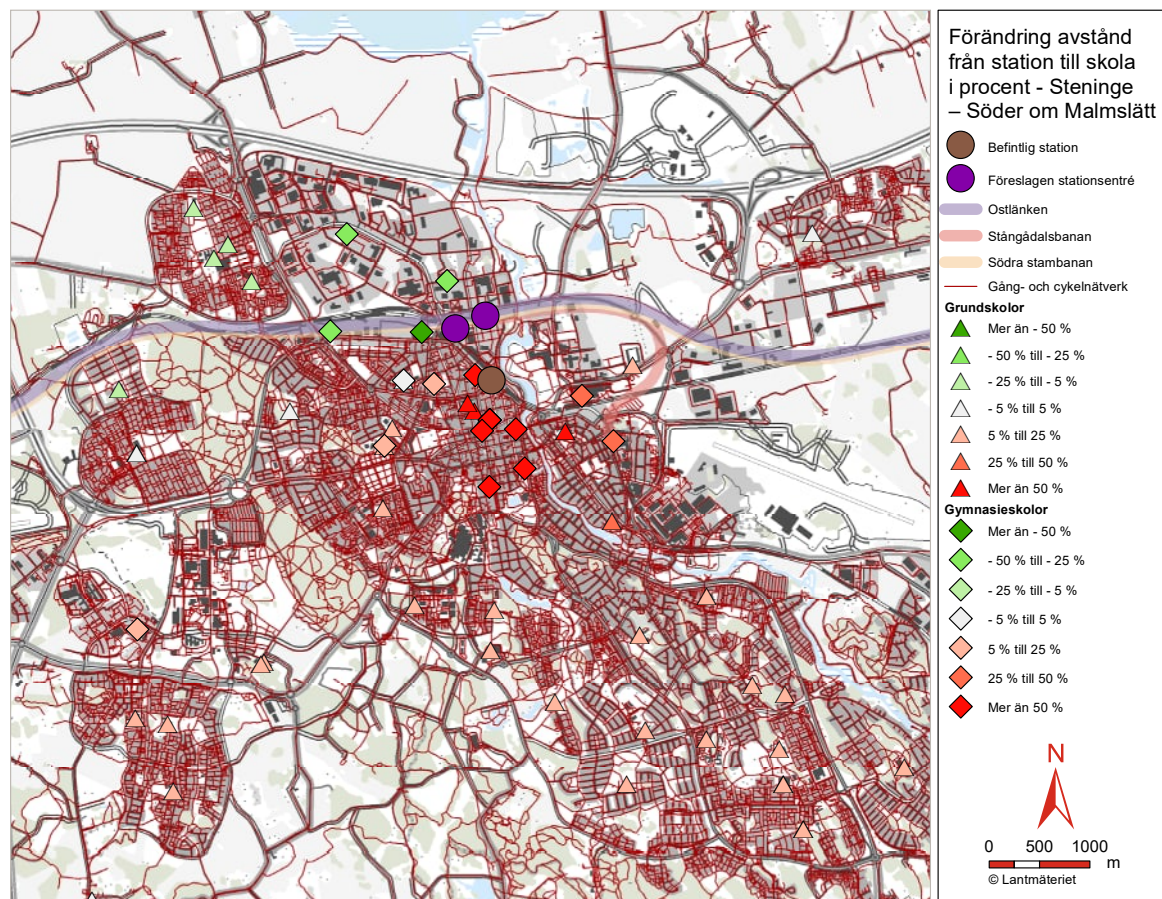 Förändring avstånd
från station till skola
i procent - Steninge
– Söder om Malmslätt
Befintlig station
Föreslagen stationsentré
Ostlänken
Stångådalsbanan
Södra stambanan
Gång- och cykelnätverk
Grundskolor
Mer än - 50 %
- 50 % till - 25 %
- 25 % till - 5 %
- 5 % till 5 %
5 % till 25 %
25 % till 50 %
Mer än 50 %
Gymnasieskolor
Mer än - 50 %
- 50 % till - 25 %
- 25 % till - 5 %
- 5 % till 5 %
5 % till 25 %
25 % till 50 %
Mer än 50 %
N
0 500 1000
m
© Lantmäteriet